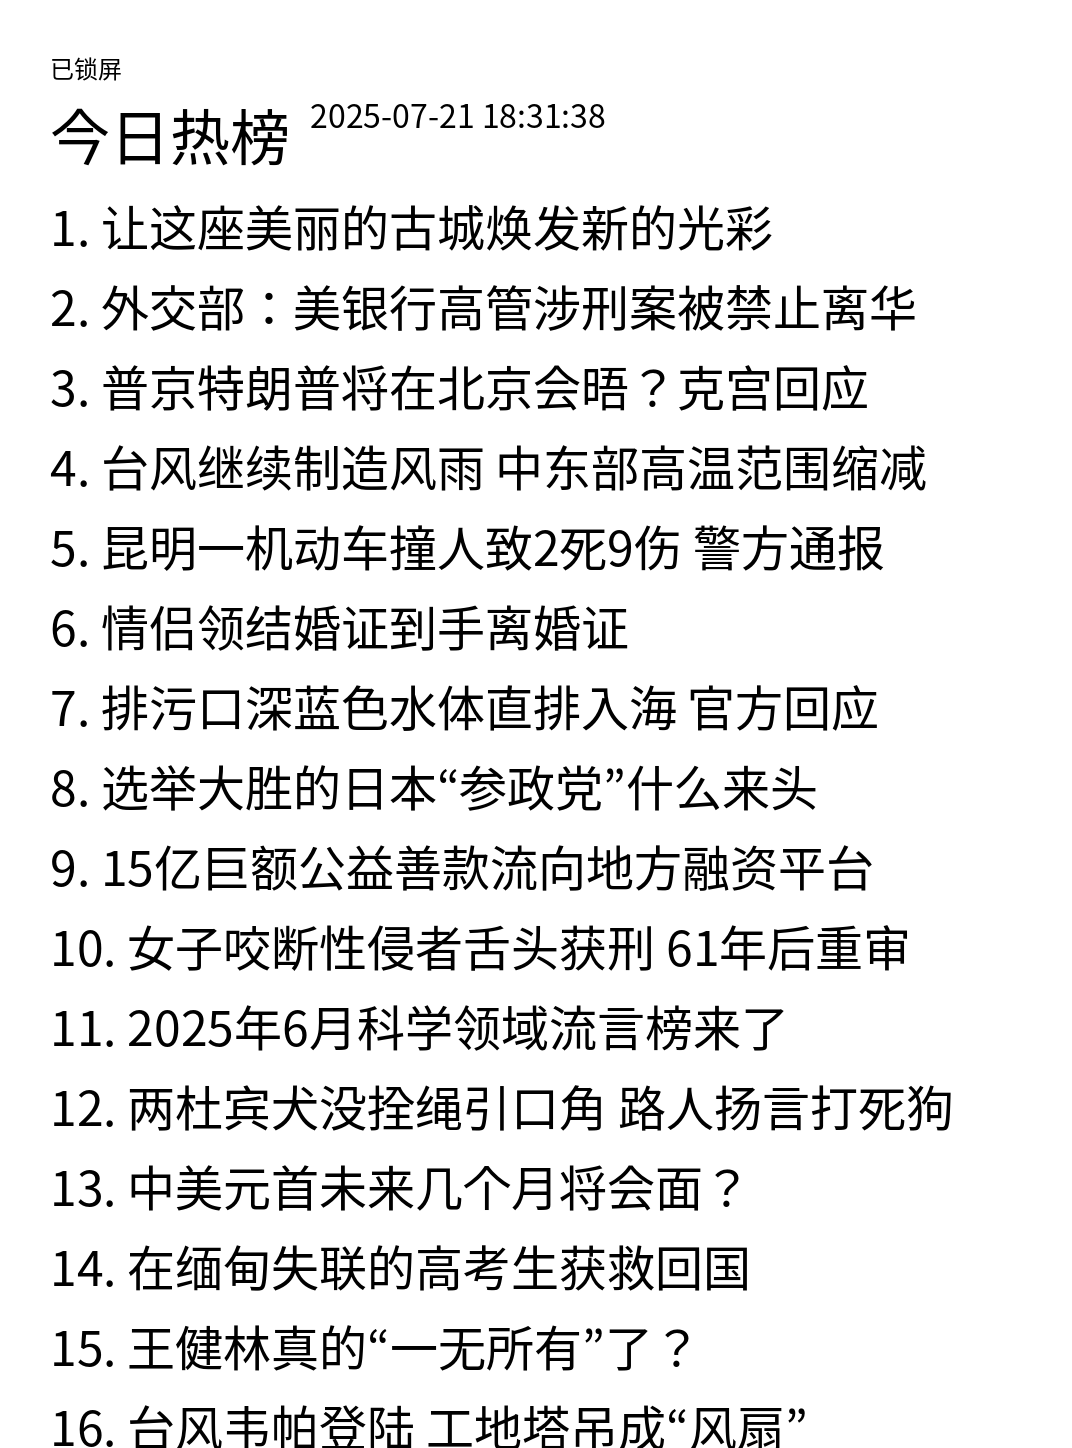 已锁屏
今日热榜 2025-07-21 18:31:38
1. 让这座美丽的古城焕发新的光彩
2. 外交部：美银行高管涉刑案被禁止离华
3. 普京特朗普将在北京会晤？克宫回应
4. 台风继续制造风雨 中东部高温范围缩减
5. 昆明一机动车撞人致2死9伤 警方通报
6. 情侣领结婚证到手离婚证
7. 排污口深蓝色水体直排入海 官方回应
8. 选举大胜的日本“参政党”什么来头
9. 15亿巨额公益善款流向地方融资平台
10. 女子咬断性侵者舌头获刑 61年后重审
11. 2025年6月科学领域流言榜来了
12. 两杜宾犬没拴绳引口角 路人扬言打死狗
13. 中美元首未来几个月将会面？
14. 在缅甸失联的高考生获救回国
15. 王健林真的“一无所有”了？
16. 台风韦帕登陆 工地塔吊成“风扇”